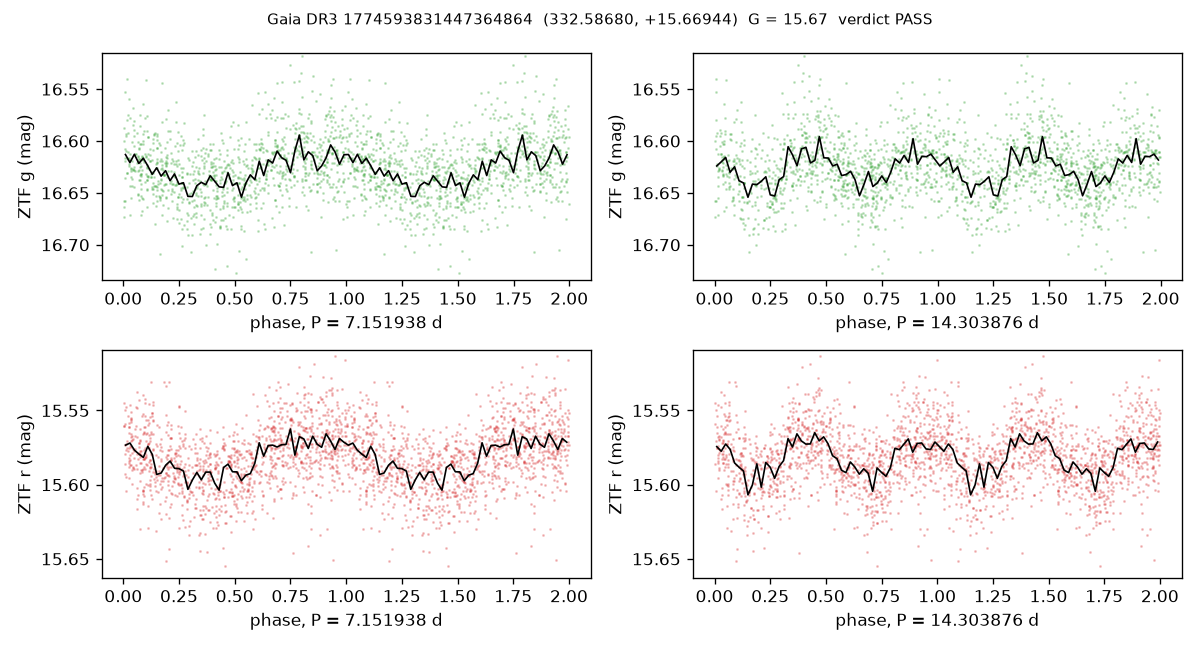 Gaia DR3 1774593831447364864  (332.58680, +15.66944)  G = 15.67  verdict PASS
ZTF g (mag)
16.55
16.60
16.65
16.70
0.00 0.25 0.50 0.75 1.00 1.25 1.50 1.75 2.00
phase, P = 7.151938 d
ZTF g (mag)
16.55
16.60
16.65
16.70
0.00 0.25 0.50 0.75 1.00 1.25 1.50 1.75 2.00
phase, P = 14.303876 d
ZTF r (mag)
15.55
15.60
15.65
0.00 0.25 0.50 0.75 1.00 1.25 1.50 1.75 2.00
phase, P = 7.151938 d
ZTF r (mag)
15.55
15.60
15.65
0.00 0.25 0.50 0.75 1.00 1.25 1.50 1.75 2.00
phase, P = 14.303876 d